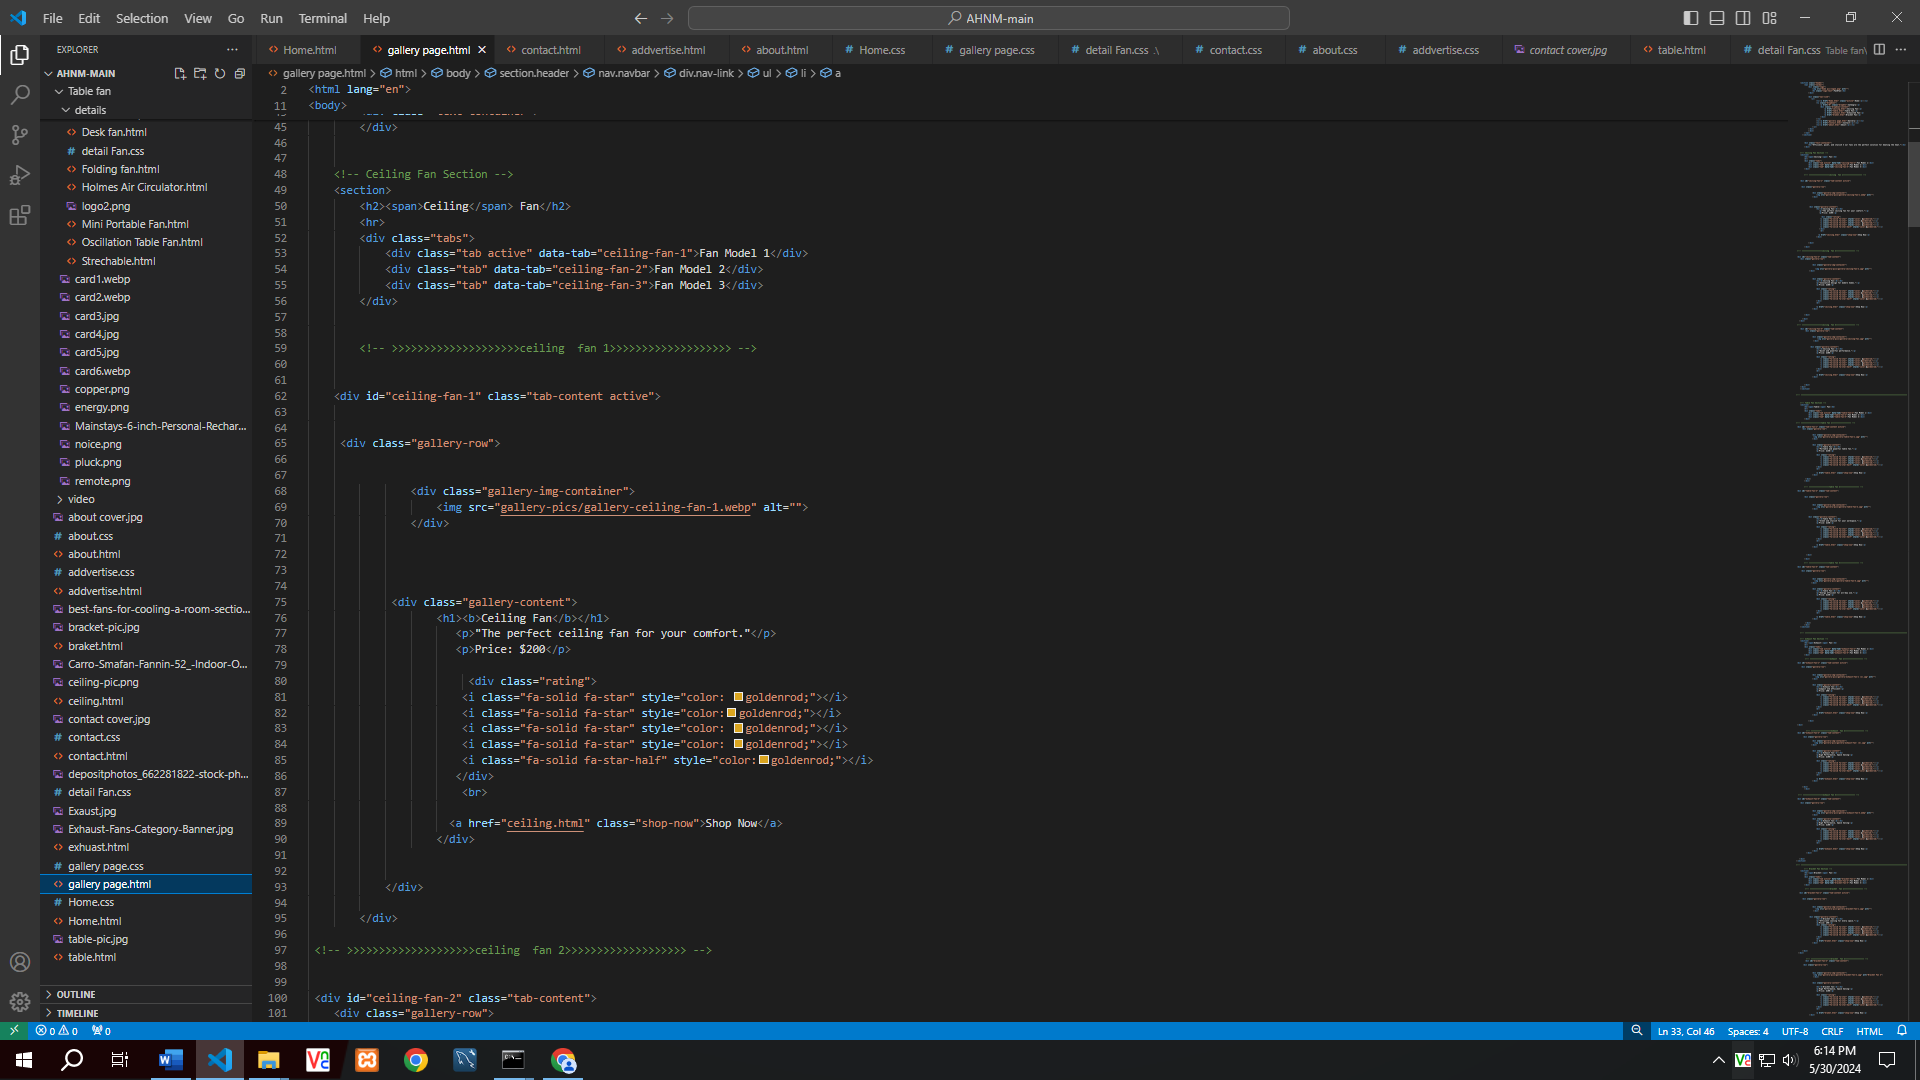 File Edit Selection View Go Run Terminal Help
AHNM-main
EXPLORER
AHNM-MAIN
Table fan
details
Desk fan.html
detail Fan.css
Folding fan.html
Holmes Air Circulator.html
logo2.png
Mini Portable Fan.html
Oscillation Table Fan.html
Strechable.html
card1.webp
card2.webp
card3.jpg
card4.jpg
card5.jpg
card6.webp
copper.png
energy.png
Mainstays-6-inch-Personal-Rechar...
noice.png
pluck.png
remote.png
video
about cover.jpg
about.css
about.html
addvertise.css
addvertise.html
best-fans-for-cooling-a-room-sectio...
bracket-pic.jpg
braket.html
Carro-Smafan-Fannin-52_-Indoor-O...
ceiling-pic.png
ceiling.html
contact cover.jpg
contact.css
contact.html
depositphotos_662281822-stock-ph...
detail Fan.css
Exaust.jpg
Exhaust-Fans-Category-Banner.jpg
exhuast.html
gallery page.css
gallery page.html
Home.css
Home.html
table-pic.jpg
table.html
OUTLINE
TIMELINE
Home.html gallery page.html contact.html addvertise.html about.html Home.css gallery page.css detail Fan.css .\ contact.css about.css addvertise.css contact cover.jpg table.html detail Fan.css Table fan\
gallery page.html > html > body > section.header > nav.navbar > div.nav-link > ul > li > a
2 <html lang="en">
11 <body>
45 </div>
46
47
48 <!-- Ceiling Fan Section -->
49 <section>
50 <h2><span>Ceiling</span> Fan</h2>
51 <hr>
52 <div class="tabs">
53 <div class="tab active" data-tab="ceiling-fan-1">Fan Model 1</div>
54 <div class="tab" data-tab="ceiling-fan-2">Fan Model 2</div>
55 <div class="tab" data-tab="ceiling-fan-3">Fan Model 3</div>
56 </div>
57
58
59 <!-- >>>>>>>>>>>>>>>>>>>>ceiling  fan 1>>>>>>>>>>>>>>>>>>> -->
60
61
62 <div id="ceiling-fan-1" class="tab-content active">
63
64
65 <div class="gallery-row">
66
67
68 <div class="gallery-img-container">
69 <img src="gallery-pics/gallery-ceiling-fan-1.webp" alt="">
70 </div>
71
72
73
74
75 <div class="gallery-content">
76 <h1><b>Ceiling Fan</b></h1>
77 <p>"The perfect ceiling fan for your comfort."</p>
78 <p>Price: $200</p>
79
80 <div class="rating">
81 <i class="fa-solid fa-star" style="color: goldenrod;"></i>
82 <i class="fa-solid fa-star" style="color:goldenrod;"></i>
83 <i class="fa-solid fa-star" style="color: goldenrod;"></i>
84 <i class="fa-solid fa-star" style="color: goldenrod;"></i>
85 <i class="fa-solid fa-star-half" style="color:goldenrod;"></i>
86 </div>
87 <br>
88
89 <a href="ceiling.html" class="shop-now">Shop Now</a>
90 </div>
91
92
93 </div>
94
95 </div>
96
97 <!-- >>>>>>>>>>>>>>>>>>>>ceiling  fan 2>>>>>>>>>>>>>>>>>>> -->
98
99
100 <div id="ceiling-fan-2" class="tab-content">
101 <div class="gallery-row">
0 0 0
Ln 33, Col 46 Spaces: 4 UTF-8 CRLF HTML
6:14 PM
5/30/2024